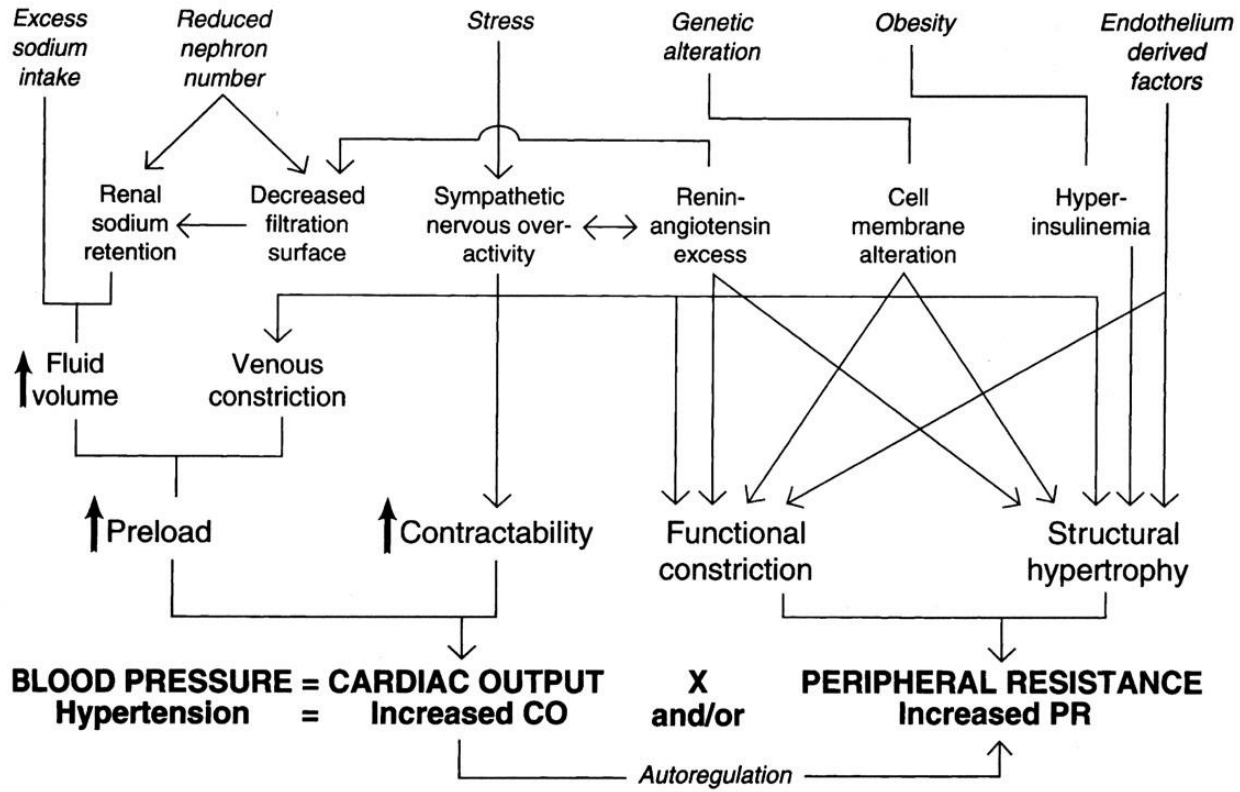 Excess
sodium
intake
Reduced
nephron
number
Stress
Genetic
alteration
Obesity
Endothelium
derived
factors
Renal
sodium
retention
Decreased
filtration
surface
Sympathetic
nervous over-
activity
Renin-
angiotensin
excess
Cell
membrane
alteration
Hyper-
insulinemia
Fluid
volume
Venous
constriction
Preload
Contractability
Functional
constriction
Structural
hypertrophy
BLOOD PRESSURE = CARDIAC OUTPUT X PERIPHERAL RESISTANCE
Hypertension = Increased CO and/or Increased PR
Autoregulation